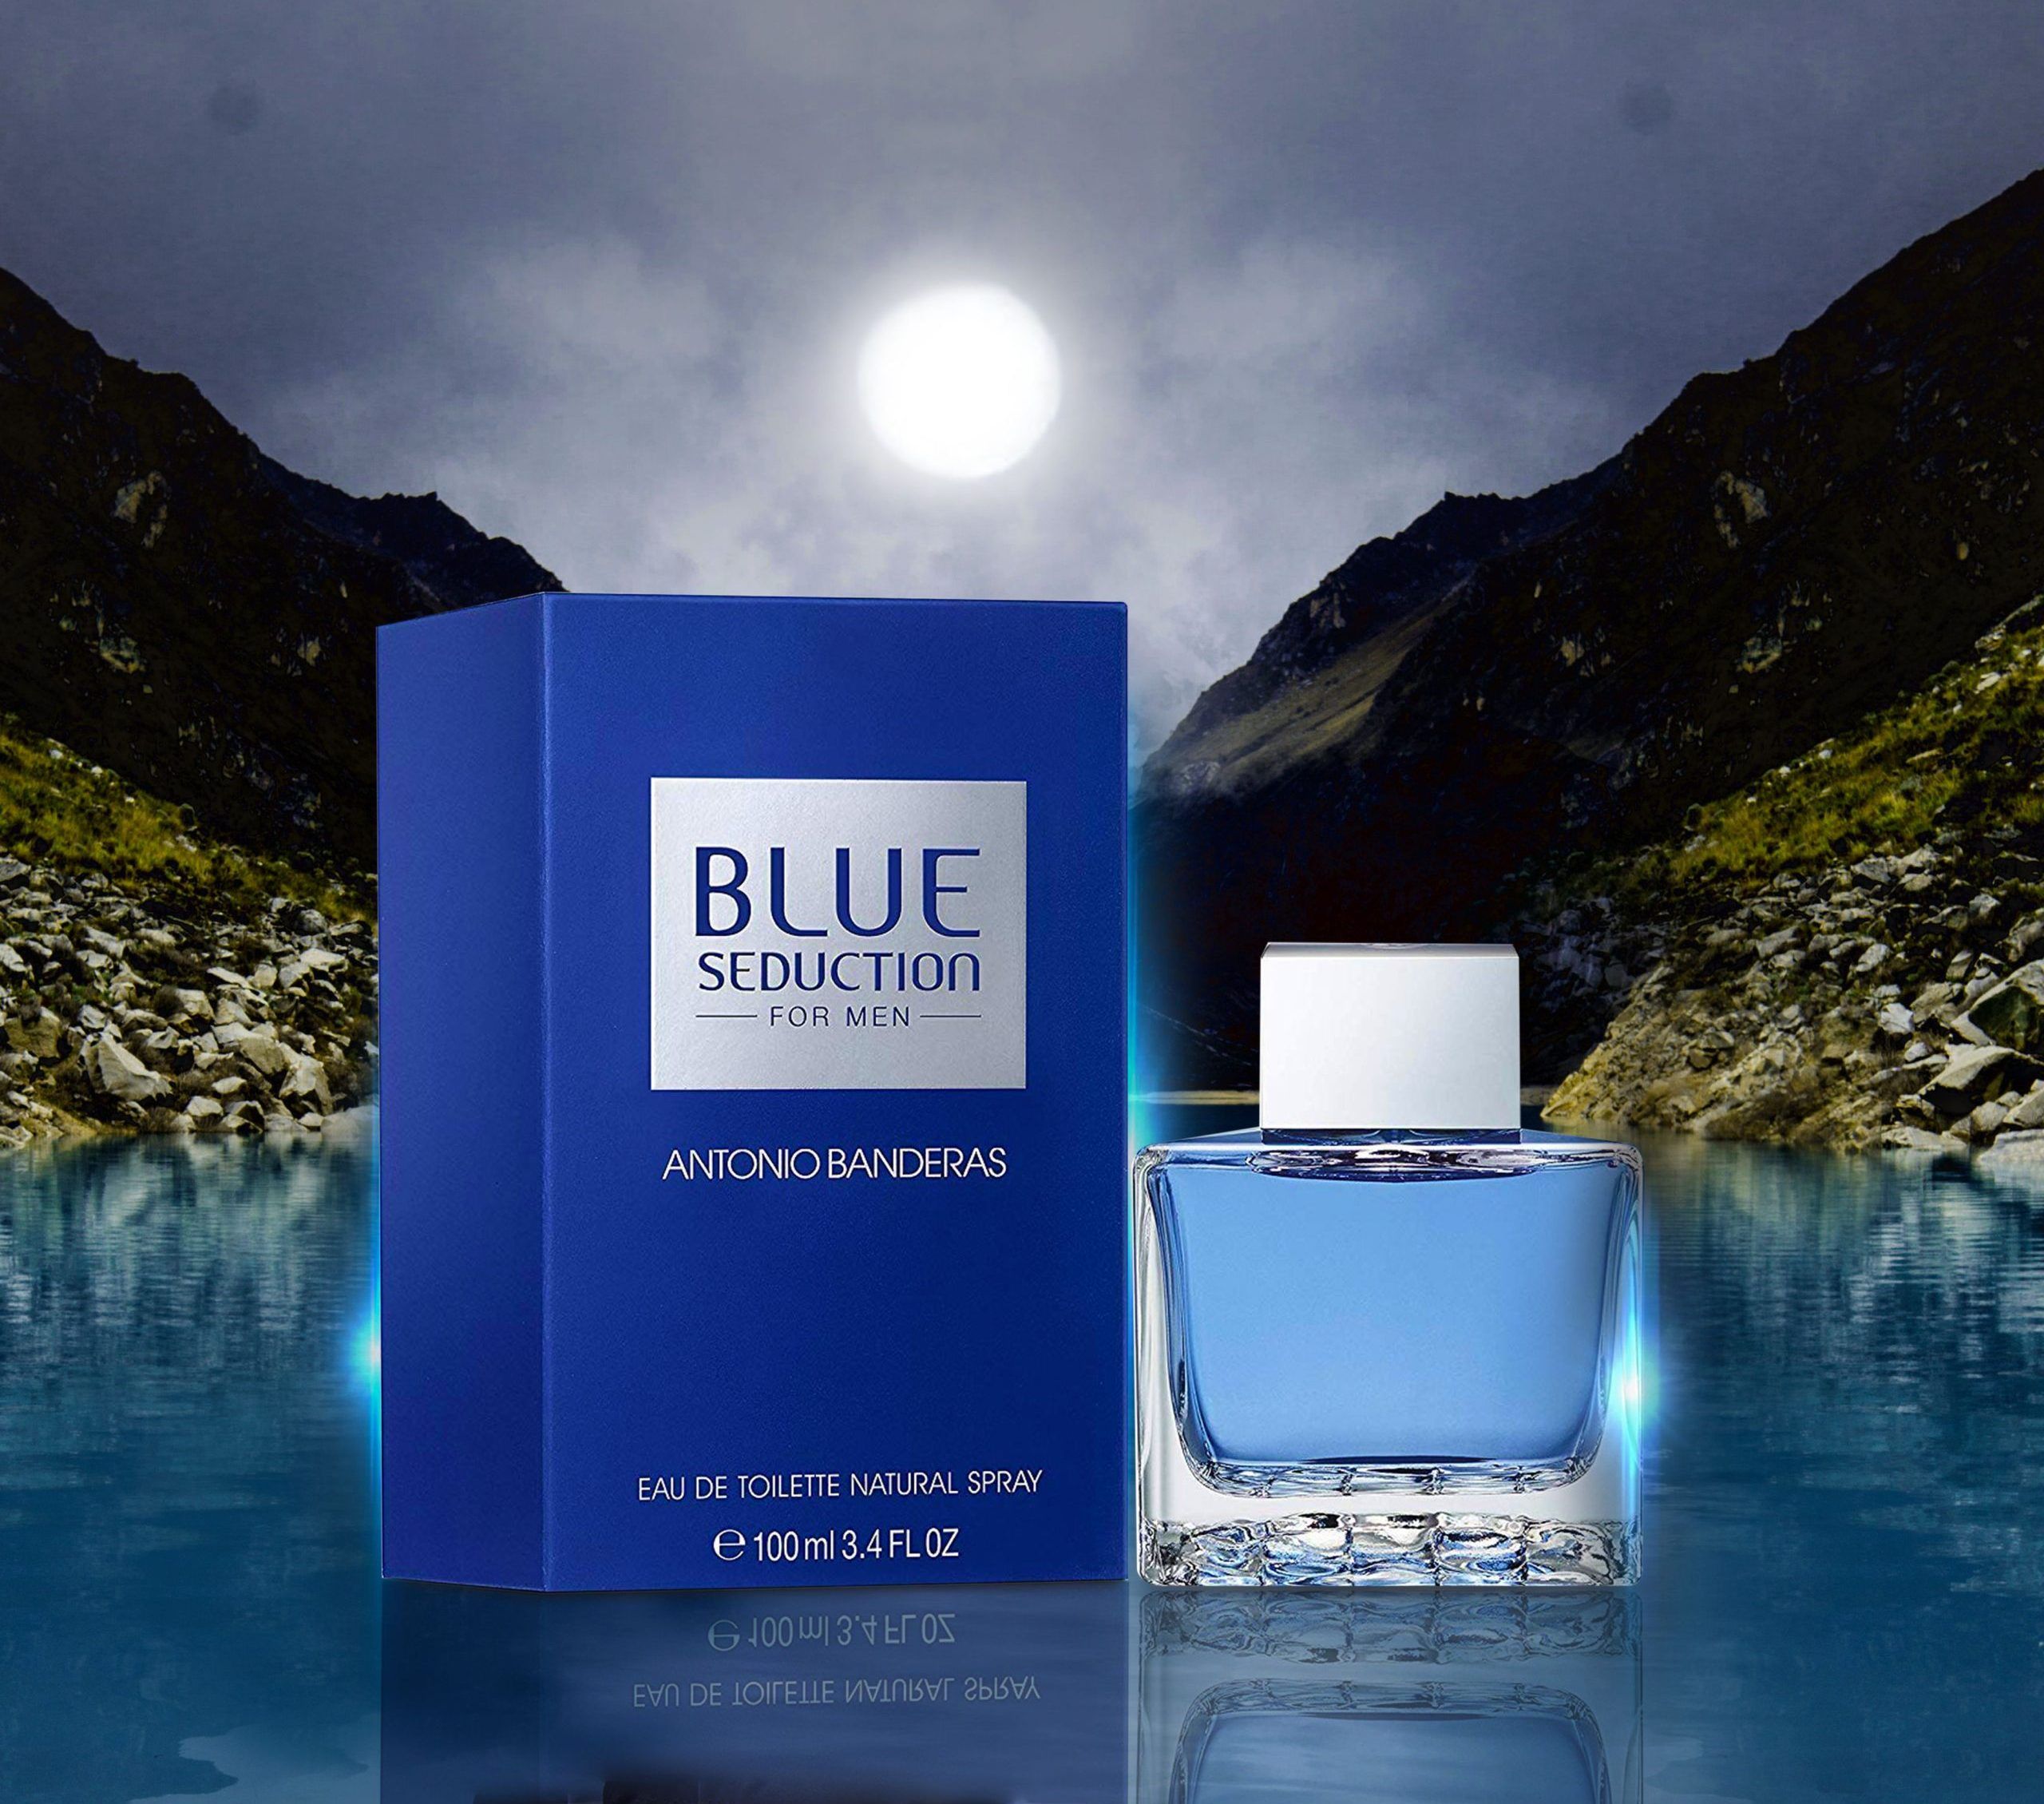 BLUE
SEDUCTION
FOR MEN
ANTONIO BANDERAS
EAU DE TOILETTE NATURAL SPRAY
℮ 100 ml 3.4 FL OZ